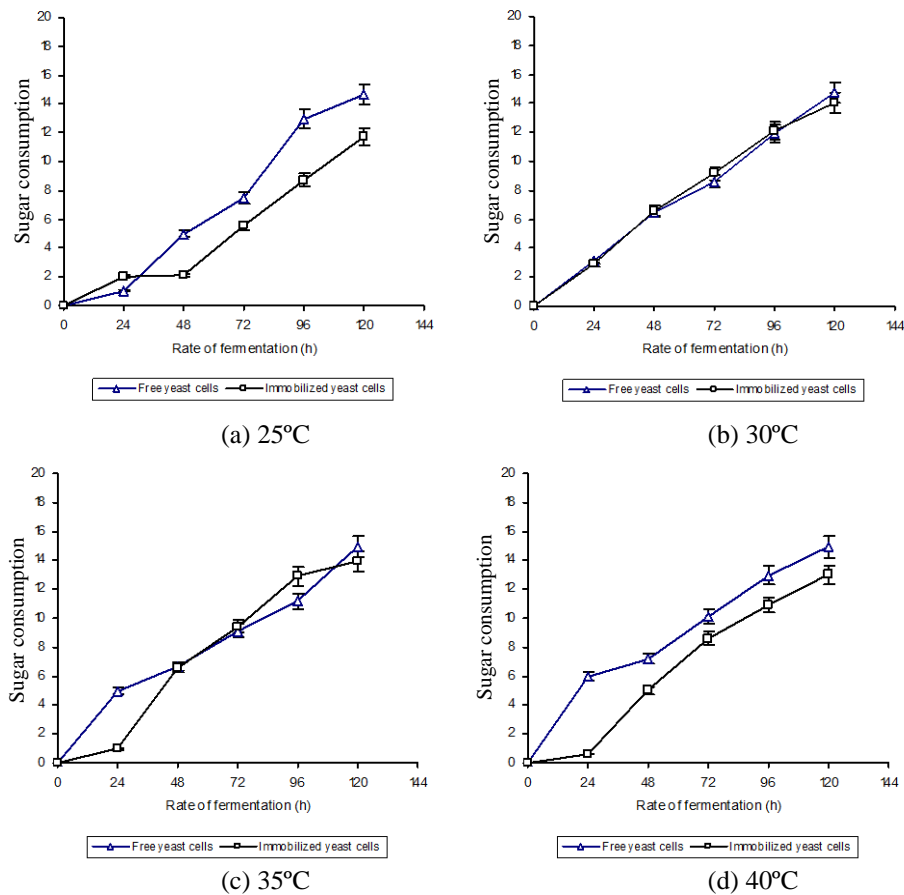 20
18
16
14
12
10
8
6
4
2
0
Sugar consumption
0 24 48 72 96 120 144
Rate of fermentation (h)
Free yeast cells Immobilized yeast cells
(a) 25ºC
20
18
16
14
12
10
8
6
4
2
0
Sugar consumption
0 24 48 72 96 120 144
Rate of fermentation (h)
Free yeast cells Immobilized yeast cells
(b) 30ºC
20
18
16
14
12
10
8
6
4
2
0
Sugar consumption
0 24 48 72 96 120 144
Rate of fermentation (h)
Free yeast cells Immobilized yeast cells
(c) 35ºC
20
18
16
14
12
10
8
6
4
2
0
Sugar consumption
0 24 48 72 96 120 144
Rate of fermentation (h)
Free yeast cells Immobilized yeast cells
(d) 40ºC